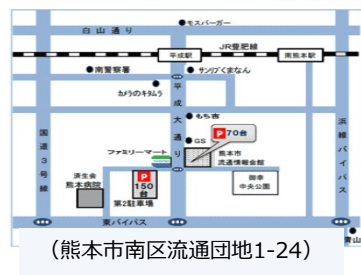 モスバーガー
白山通り
JR豊肥線
平成駅
南熊本駅
南警察署
サンリブくまなん
カメラのキタムラ
平成大通り
もち吉
P70台
GS
ファミリーマート
熊本市
流通情報会館
国道3号線
浜線バイパス
済生会
熊本病院
P
150
台
第2駐車場
御幸
中央公園
東バイパス
青山
(熊本市南区流通団地1-24)